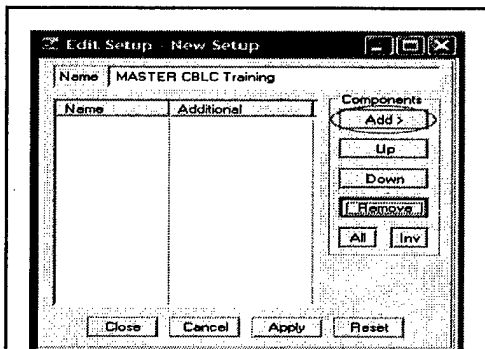 Edit Setup - New Setup
Name MASTER CBLC Training
Name Additional
Components
Add >
Up
Down
Remove
All Inv
Close Cancel Apply Reset